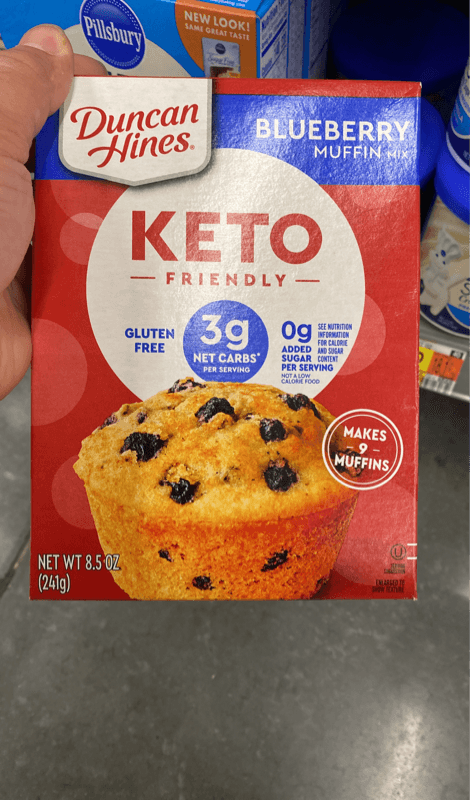 Pillsbury
NEW LOOK!
SAME GREAT TASTE
Duncan
Hines®
BLUEBERRY
MUFFIN MIX
KETO
FRIENDLY
GLUTEN
FREE
3g
NET CARBS*
PER SERVING
0g
ADDED
SUGAR
PER SERVING
NOT A LOW
CALORIE FOOD
SEE NUTRITION
INFORMATION
FOR CALORIE
AND SUGAR
CONTENT
MAKES
- 9 -
MUFFINS
NET WT 8.5 OZ
(241g)
U
ENLARGED TO
SHOW TEXTURE